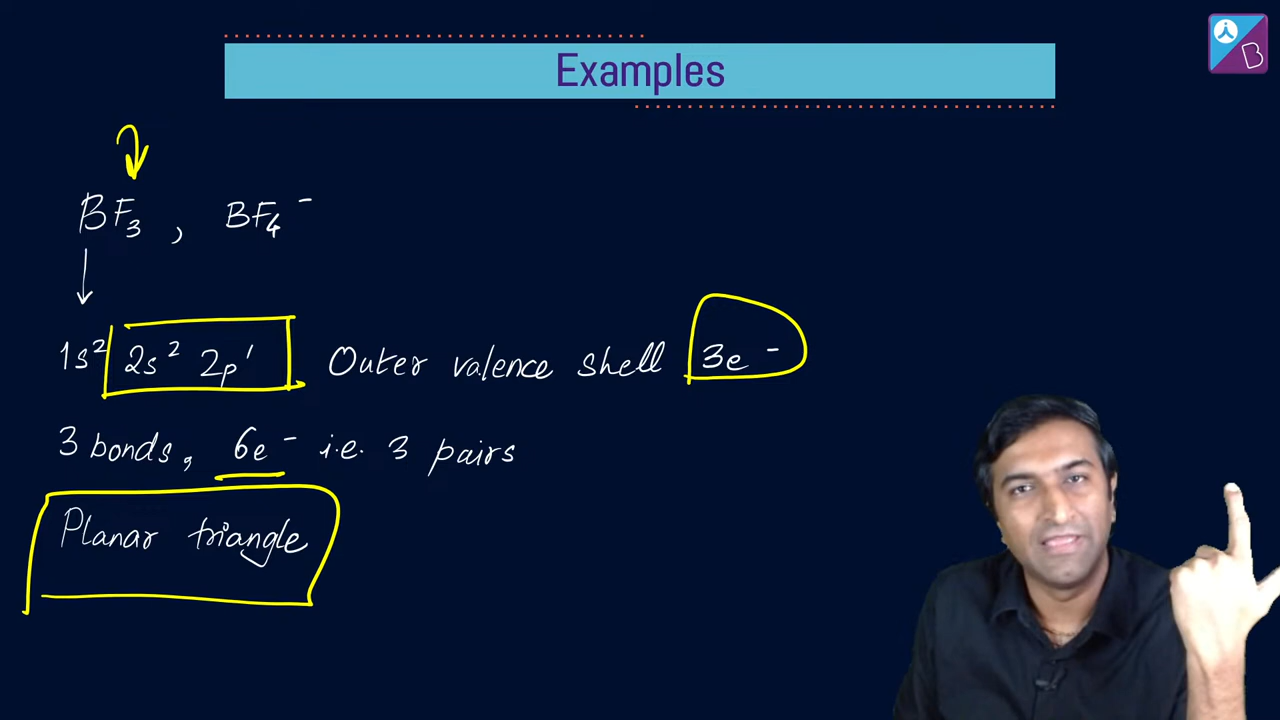 Examples
B
BF₃ , BF₄⁻
1s² 2s² 2p¹ Outer valence shell 3e⁻
3 bonds, 6e⁻ i.e. 3 pairs
Planar triangle